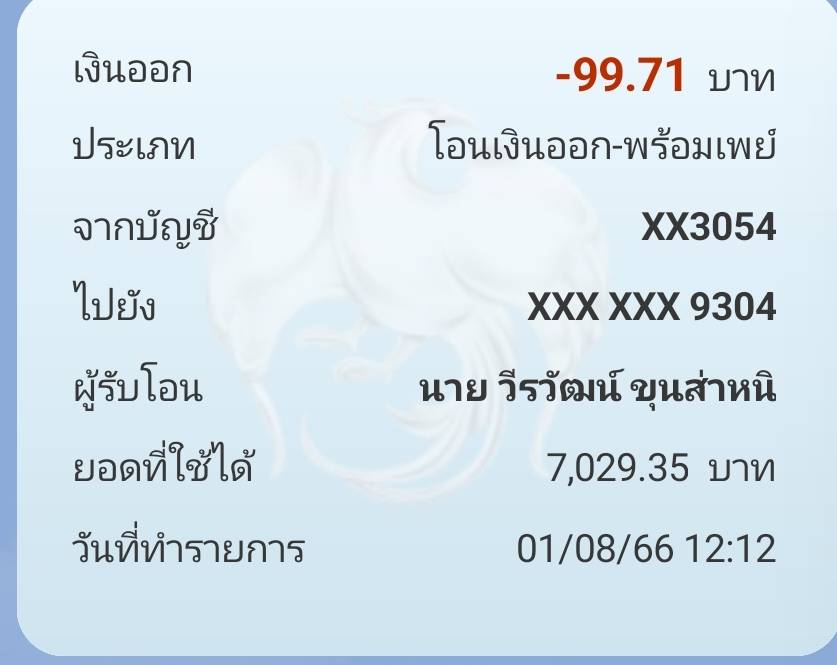 เงินออก -99.71 บาท
ประเภท โอนเงินออก-พร้อมเพย์
จากบัญชี XX3054
ไปยัง XXX XXX 9304
ผู้รับโอน นาย วีรวัฒน์ ขุนส่าหนิ
ยอดที่ใช้ได้ 7,029.35 บาท
วันที่ทำรายการ 01/08/66 12:12